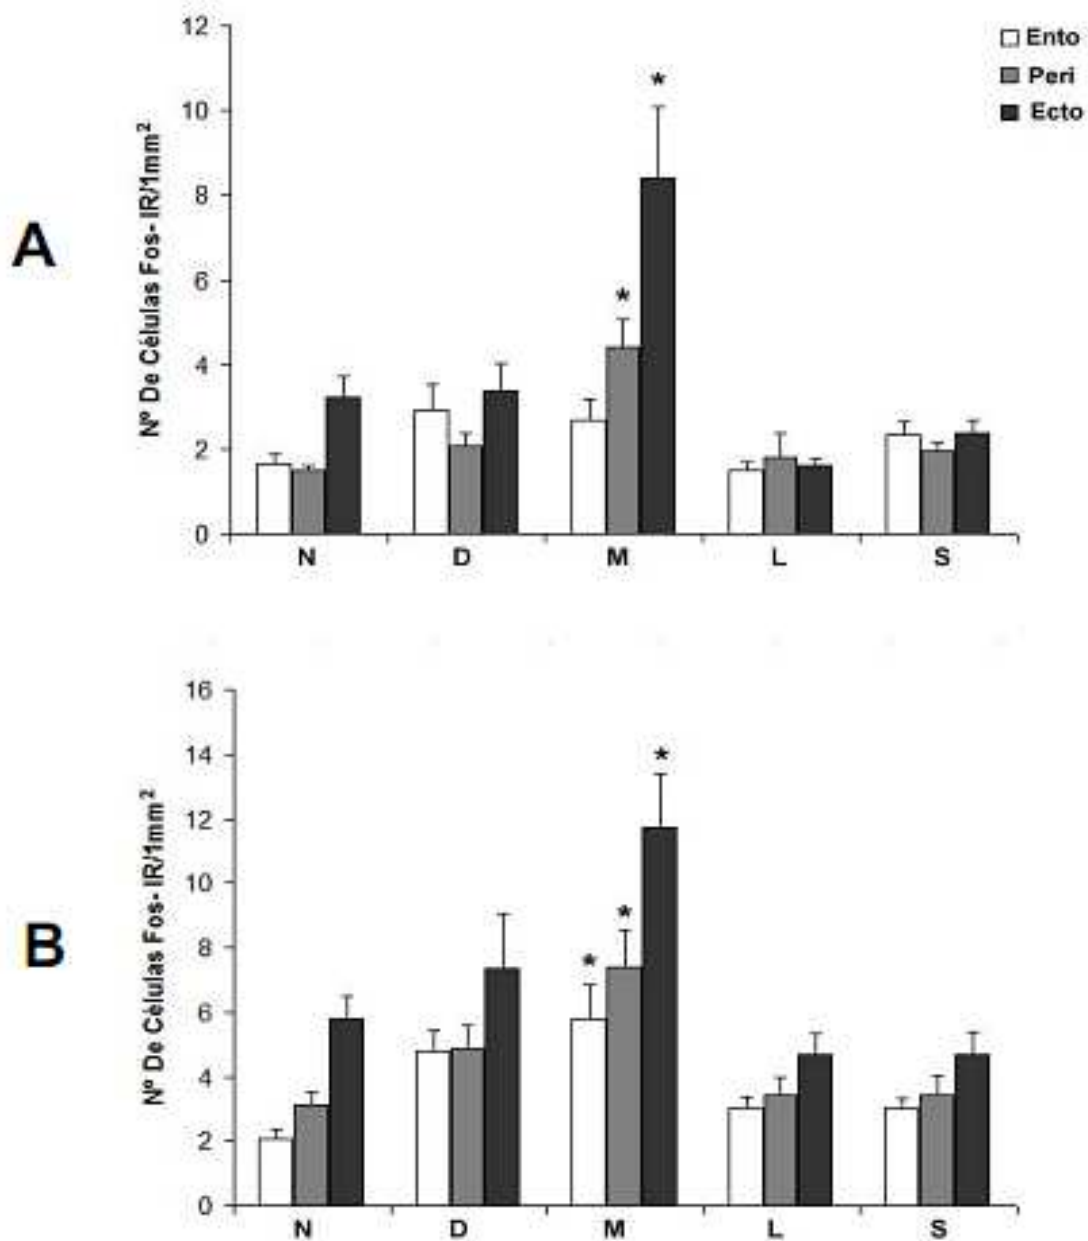 A
Nº De Células Fos- IR/1mm²
12
10
8
6
4
2
0
Ento
Peri
Ecto
*
*
N D M L S
B
Nº De Células Fos- IR/1mm²
16
14
12
10
8
6
4
2
0
*
*
*
N D M L S